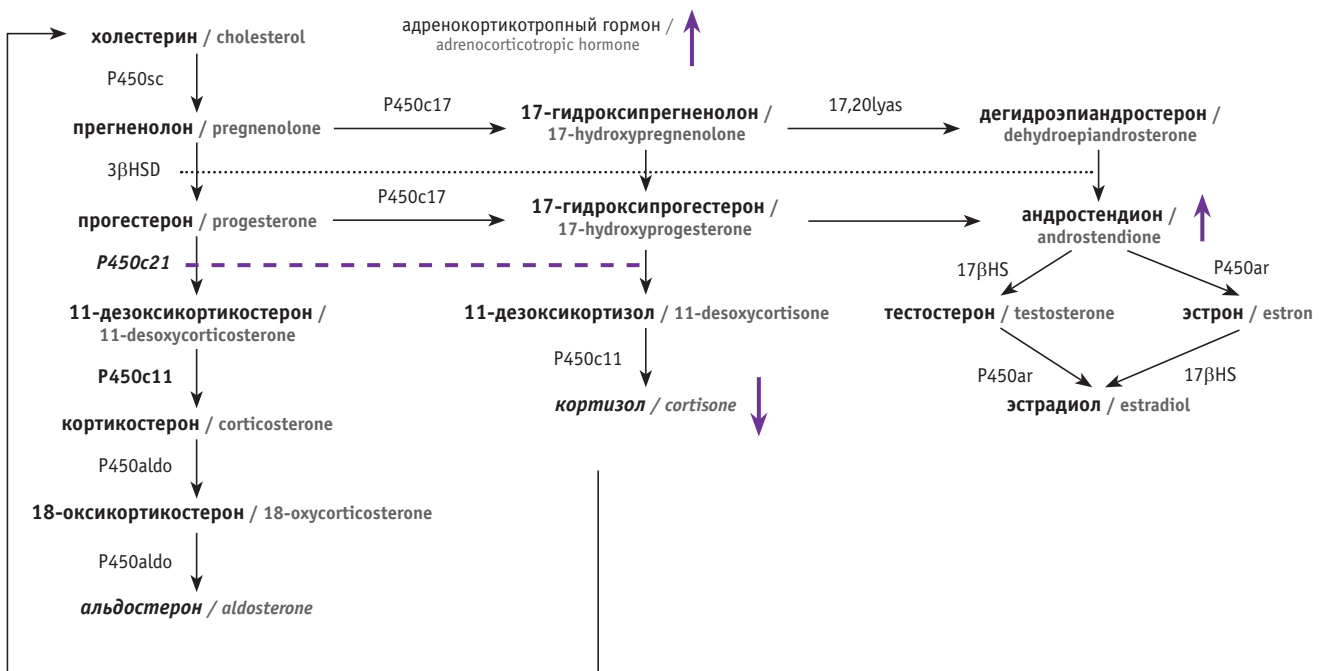 холестерин / cholesterol
адренокортикотропный гормон /
adrenocorticotropic hormone
P450sc
P450c17
17,20lyas
прегненолон / pregnenolone
17-гидроксипрегненолон /
17-hydroxypregnenolone
дегидроэпиандростерон /
dehydroepiandrosterone
3βHSD
P450c17
прогестерон / progesterone
17-гидроксипрогестерон /
17-hydroxyprogesterone
андростендион /
androstendione
P450c21
17βHS
P450ar
11-дезоксикортикостерон /
11-desoxycorticosterone
11-дезоксикортизол / 11-desoxycortisone
тестостерон / testosterone
эстрон / estron
P450c11
P450c11
P450ar
17βHS
кортизол / cortisone
эстрадиол / estradiol
кортикостерон / corticosterone
P450aldo
18-оксикортикостерон / 18-oxycorticosterone
P450aldo
альдостерон / aldosterone